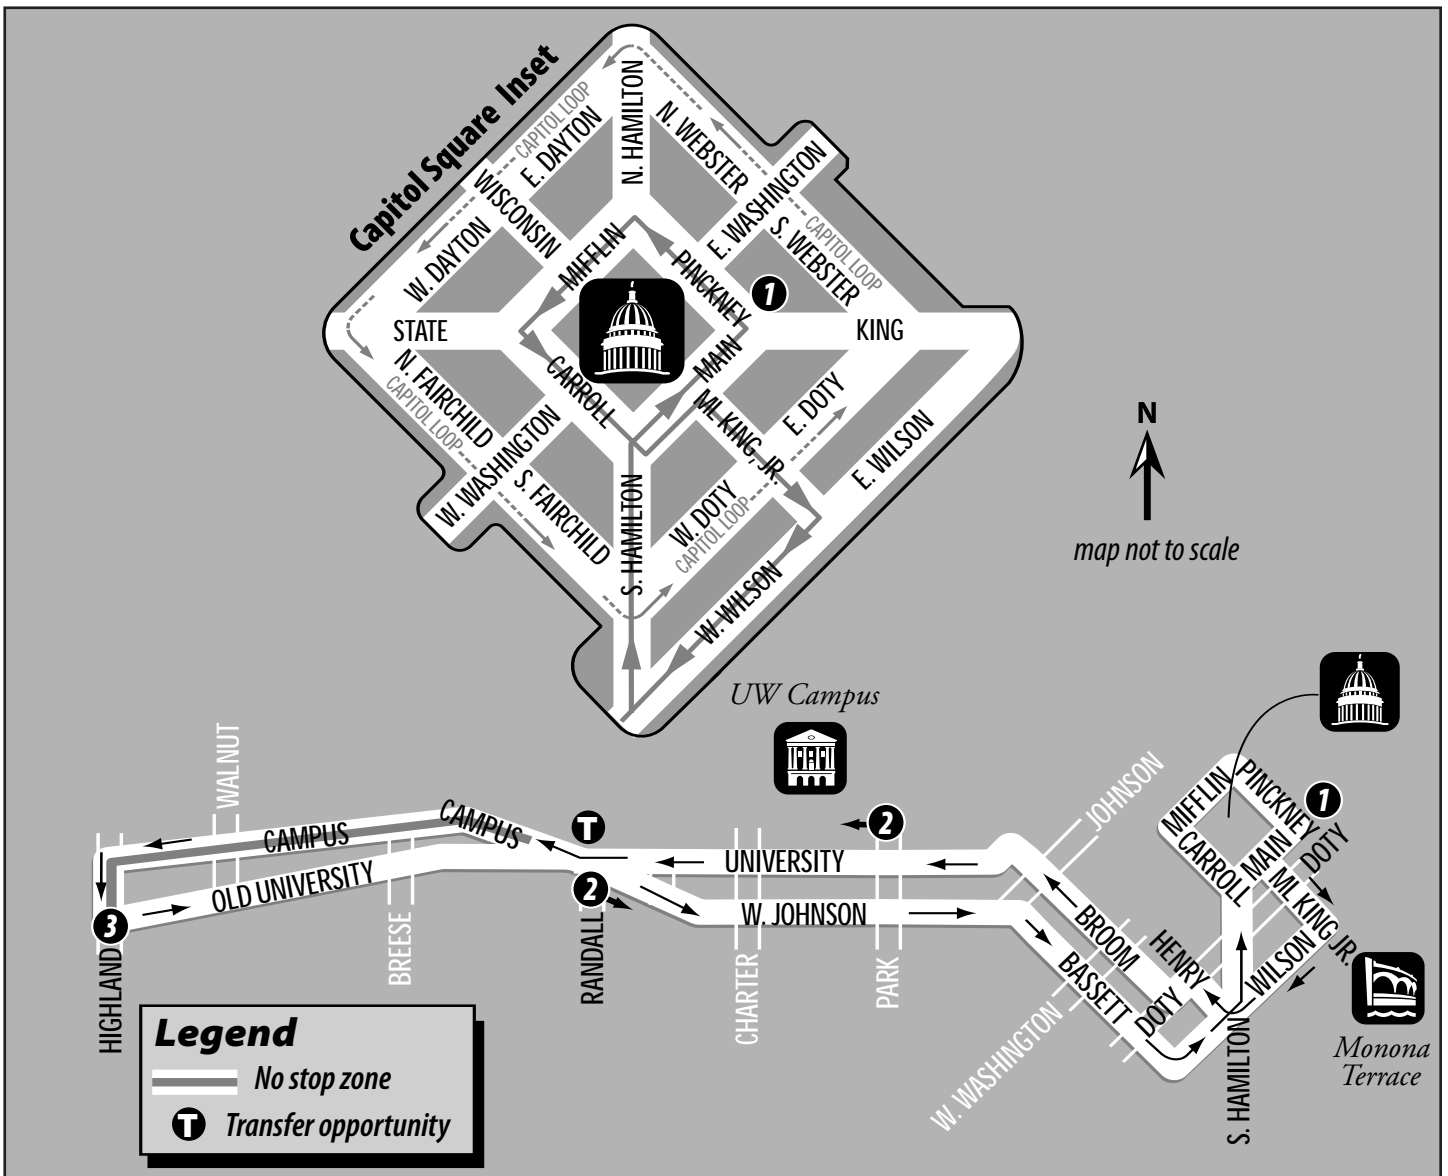 Capitol Square Inset
CAPITOL LOOP
E. DAYTON
N. HAMILTON
N. WEBSTER
E. WASHINGTON
WISCONSIN
W. DAYTON
MIFFLIN
PINCKNEY
S. WEBSTER
CAPITOL LOOP
1
STATE
KING
N. FAIRCHILD
CAPITOL LOOP
CARROLL
MAIN
ML KING, JR.
E. DOTY
E. WILSON
W. WASHINGTON
S. FAIRCHILD
S. HAMILTON
W. DOTY
CAPITOL LOOP
W. WILSON
N
map not to scale
UW Campus
WALNUT
CAMPUS
CAMPUS
T
2
UNIVERSITY
JOHNSON
MIFFLIN
PINCKNEY
1
DOTY
MAIN
CARROLL
ML KING JR.
OLD UNIVERSITY
2
W. JOHNSON
3
HIGHLAND
BREESE
RANDALL
CHARTER
PARK
BROOM
HENRY
BASSETT
DOTY
WILSON
W. WASHINGTON
S. HAMILTON
Monona
Terrace
Legend
No stop zone
T Transfer opportunity